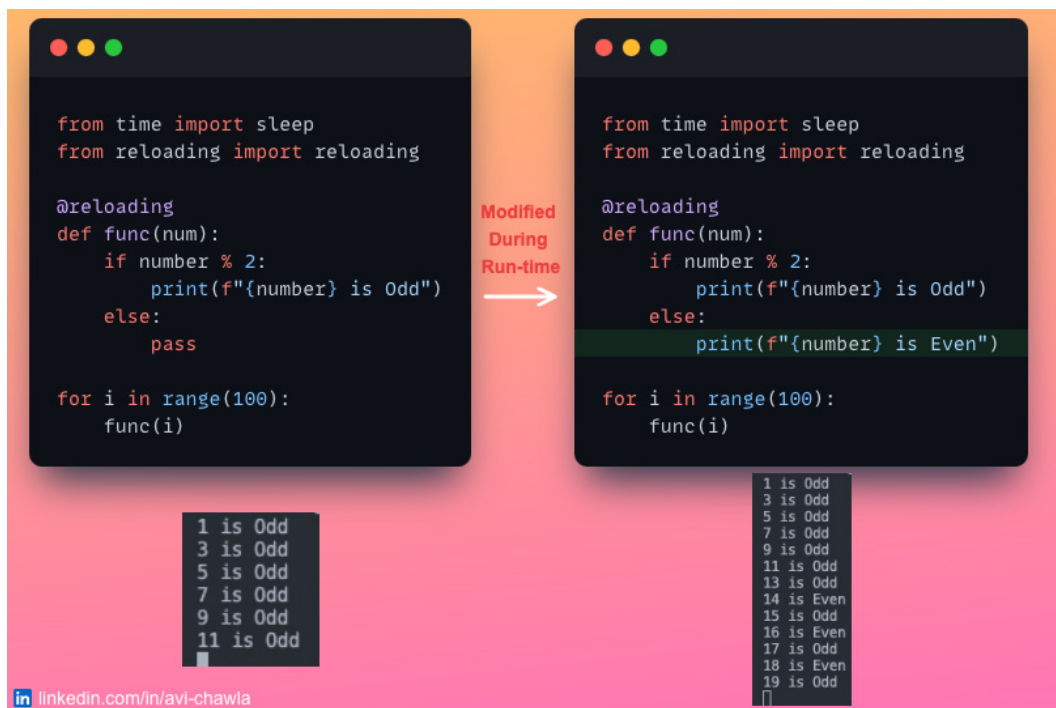 from time import sleep
from reloading import reloading
@reloading
def func(num):
    if number % 2:
        print(f"{number} is Odd")
    else:
        pass
for i in range(100):
    func(i)
Modified
During
Run-time
from time import sleep
from reloading import reloading
@reloading
def func(num):
    if number % 2:
        print(f"{number} is Odd")
    else:
        print(f"{number} is Even")
for i in range(100):
    func(i)
1 is Odd
3 is Odd
5 is Odd
7 is Odd
9 is Odd
11 is Odd
1 is Odd
3 is Odd
5 is Odd
7 is Odd
9 is Odd
11 is Odd
13 is Odd
14 is Even
15 is Odd
16 is Even
17 is Odd
18 is Even
19 is Odd
in linkedin.com/in/avi-chawla